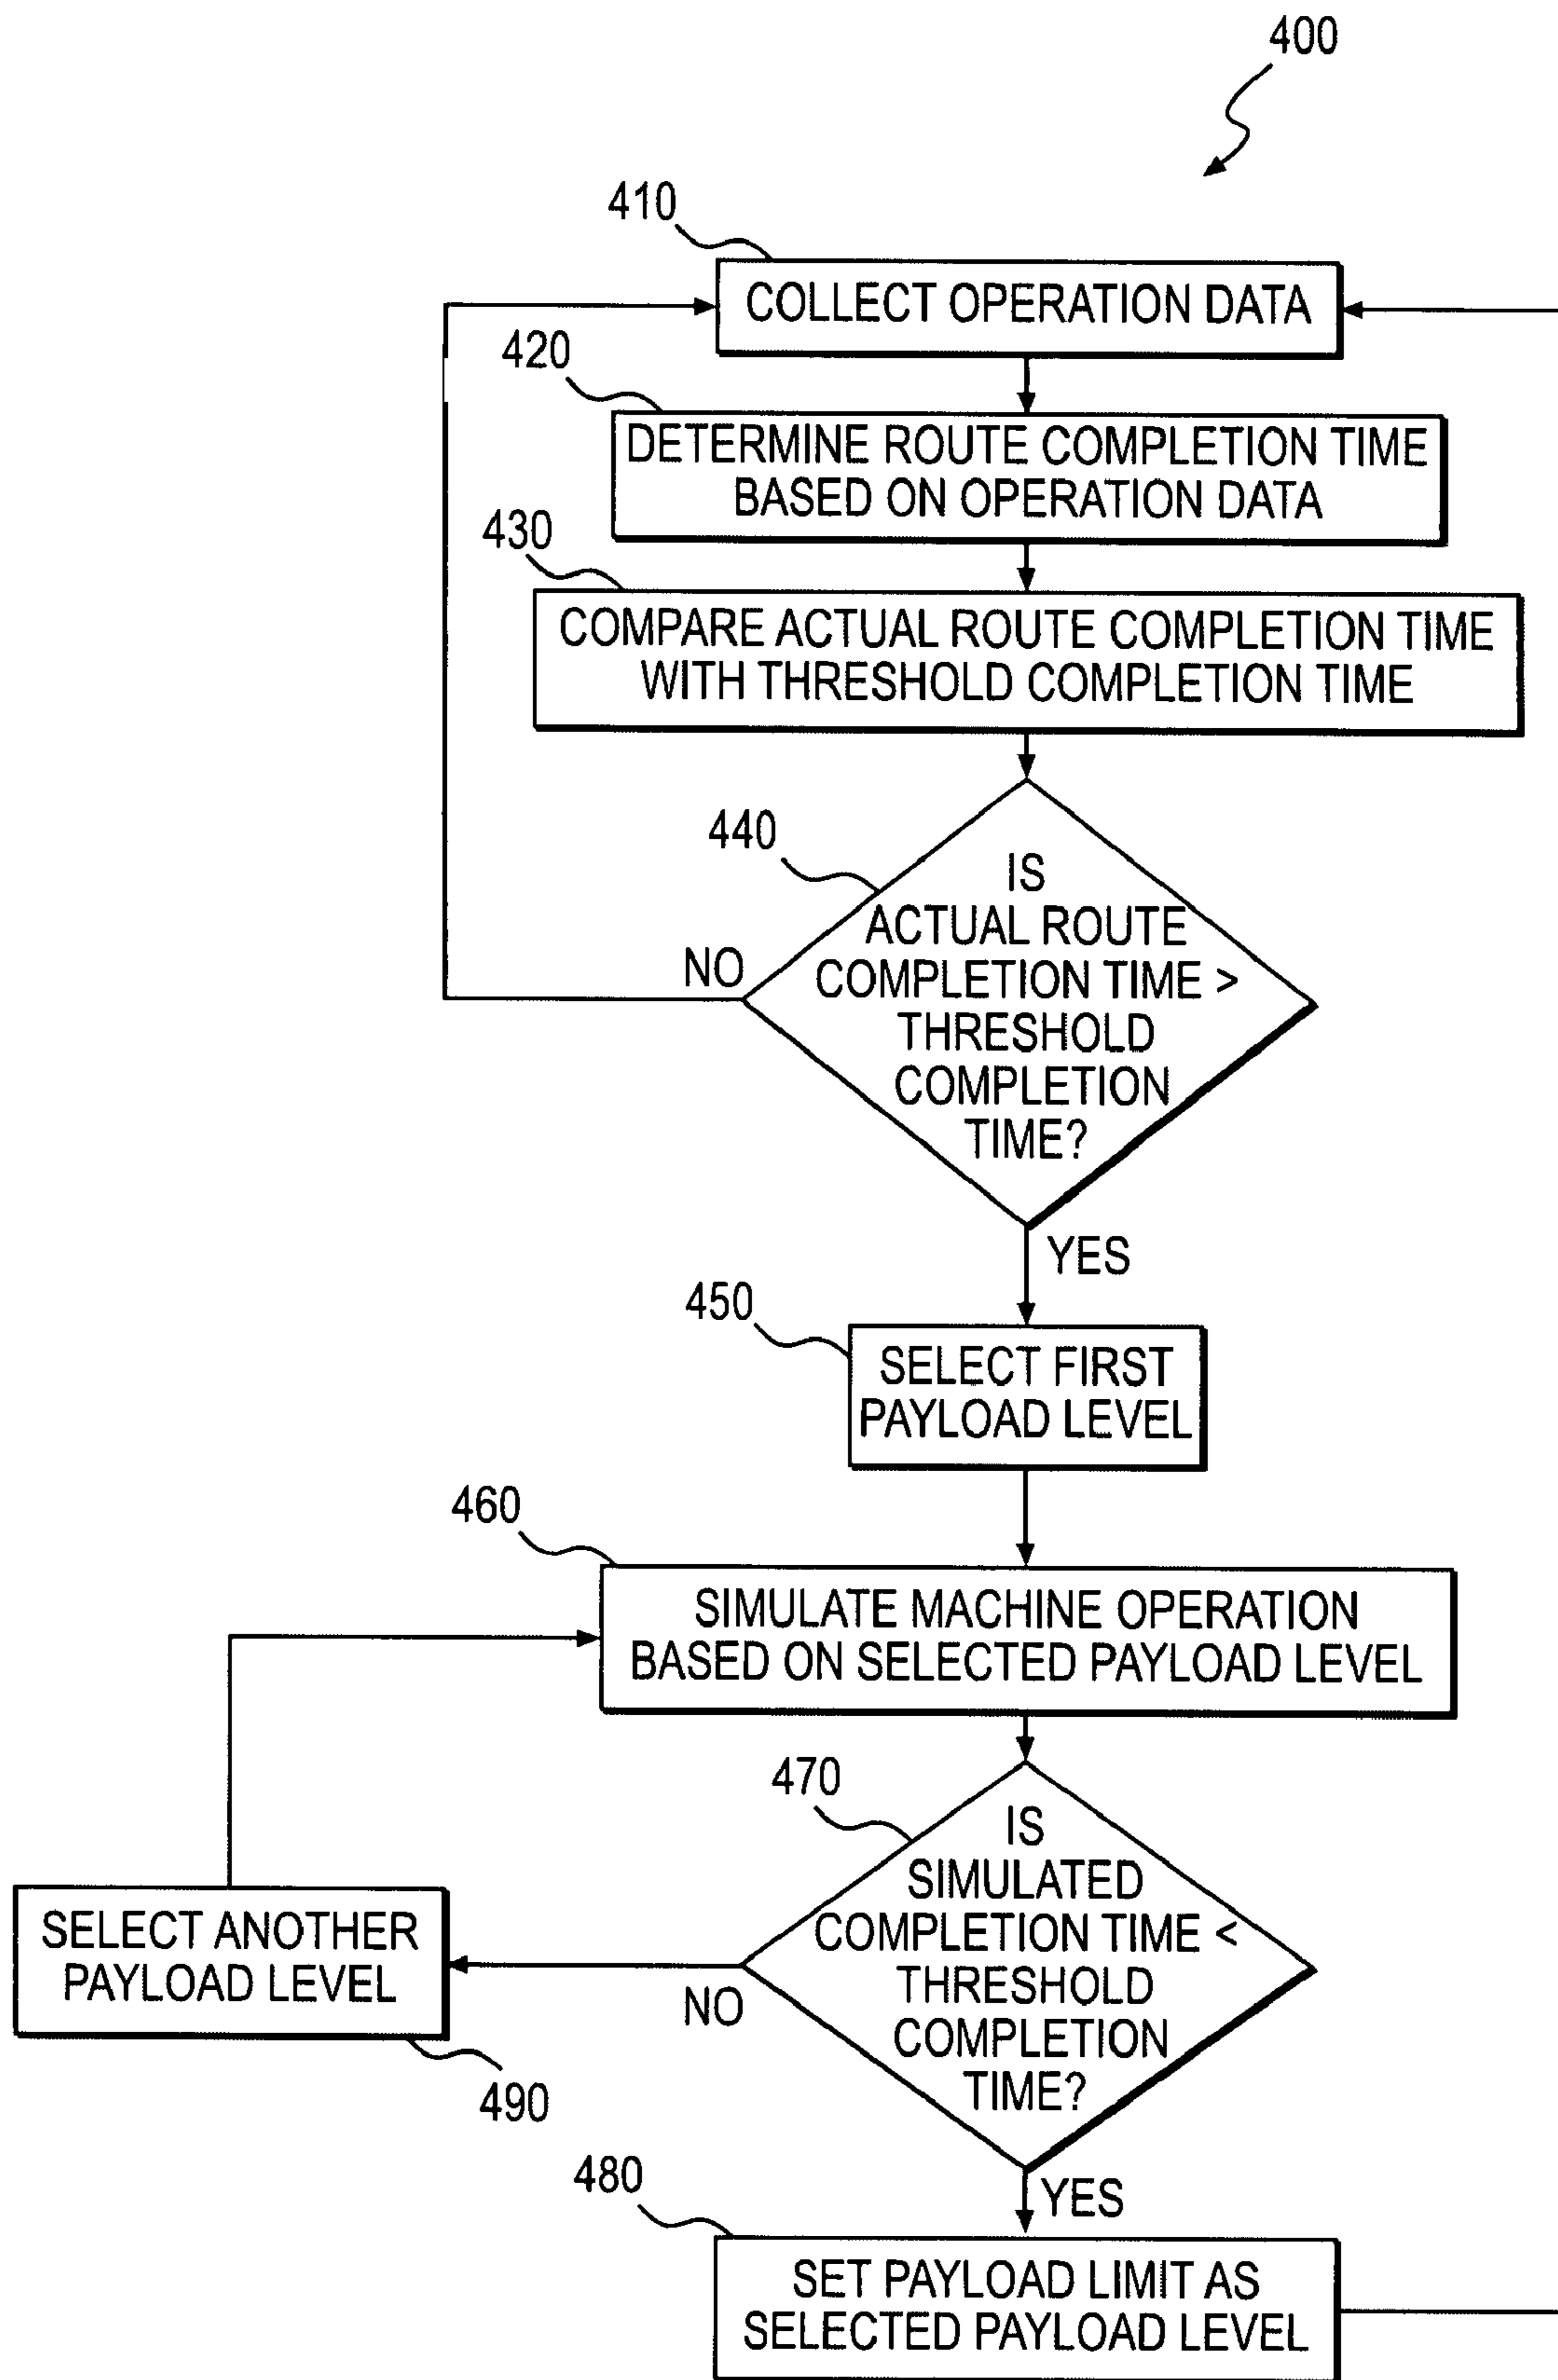 400
410
COLLECT OPERATION DATA
420
DETERMINE ROUTE COMPLETION TIME
BASED ON OPERATION DATA
430
COMPARE ACTUAL ROUTE COMPLETION TIME
WITH THRESHOLD COMPLETION TIME
440
IS
ACTUAL ROUTE
COMPLETION TIME >
THRESHOLD
COMPLETION
TIME?
NO
YES
450
SELECT FIRST
PAYLOAD LEVEL
460
SIMULATE MACHINE OPERATION
BASED ON SELECTED PAYLOAD LEVEL
470
IS
SIMULATED
COMPLETION TIME <
THRESHOLD
COMPLETION
TIME?
NO
SELECT ANOTHER
PAYLOAD LEVEL
490
YES
480
SET PAYLOAD LIMIT AS
SELECTED PAYLOAD LEVEL